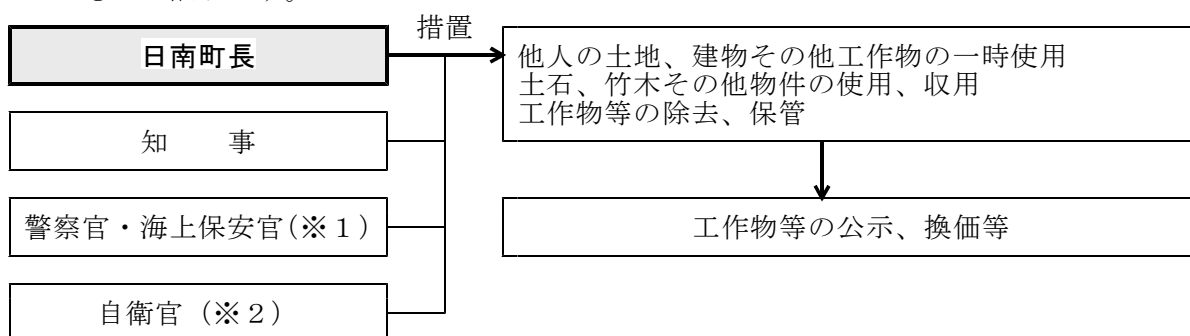 措置
日南町長
他人の土地、建物その他工作物の一時使用
土石、竹木その他物件の使用、収用
工作物等の除去、保管
知　　事
警察官・海上保安官(※１)
工作物等の公示、換価等
自衛官（※２）